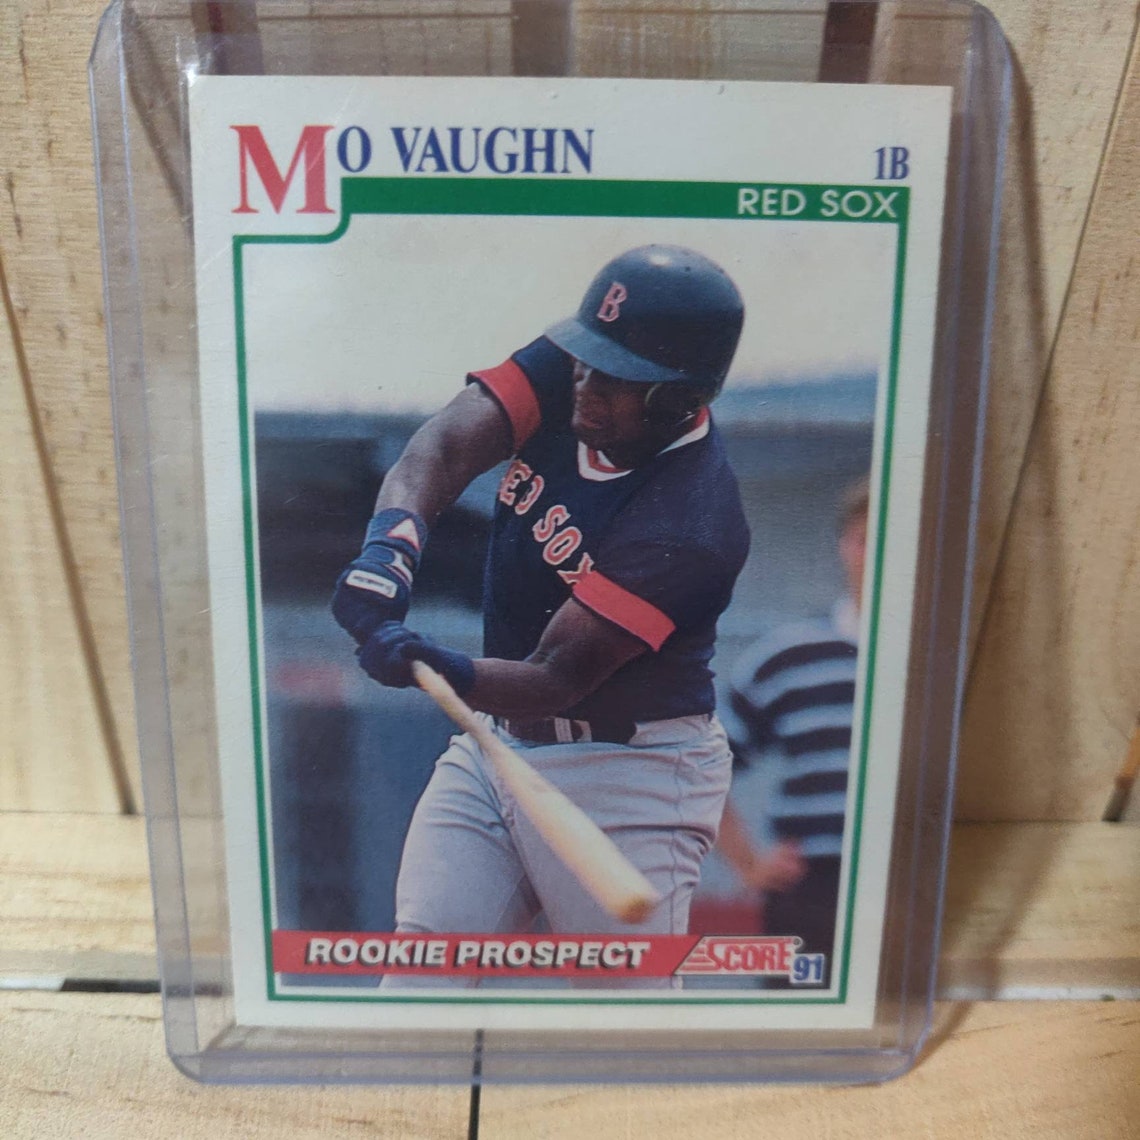 MO VAUGHN
1B
RED SOX
B
RED SOX
ROOKIE PROSPECT
SCORE® 91